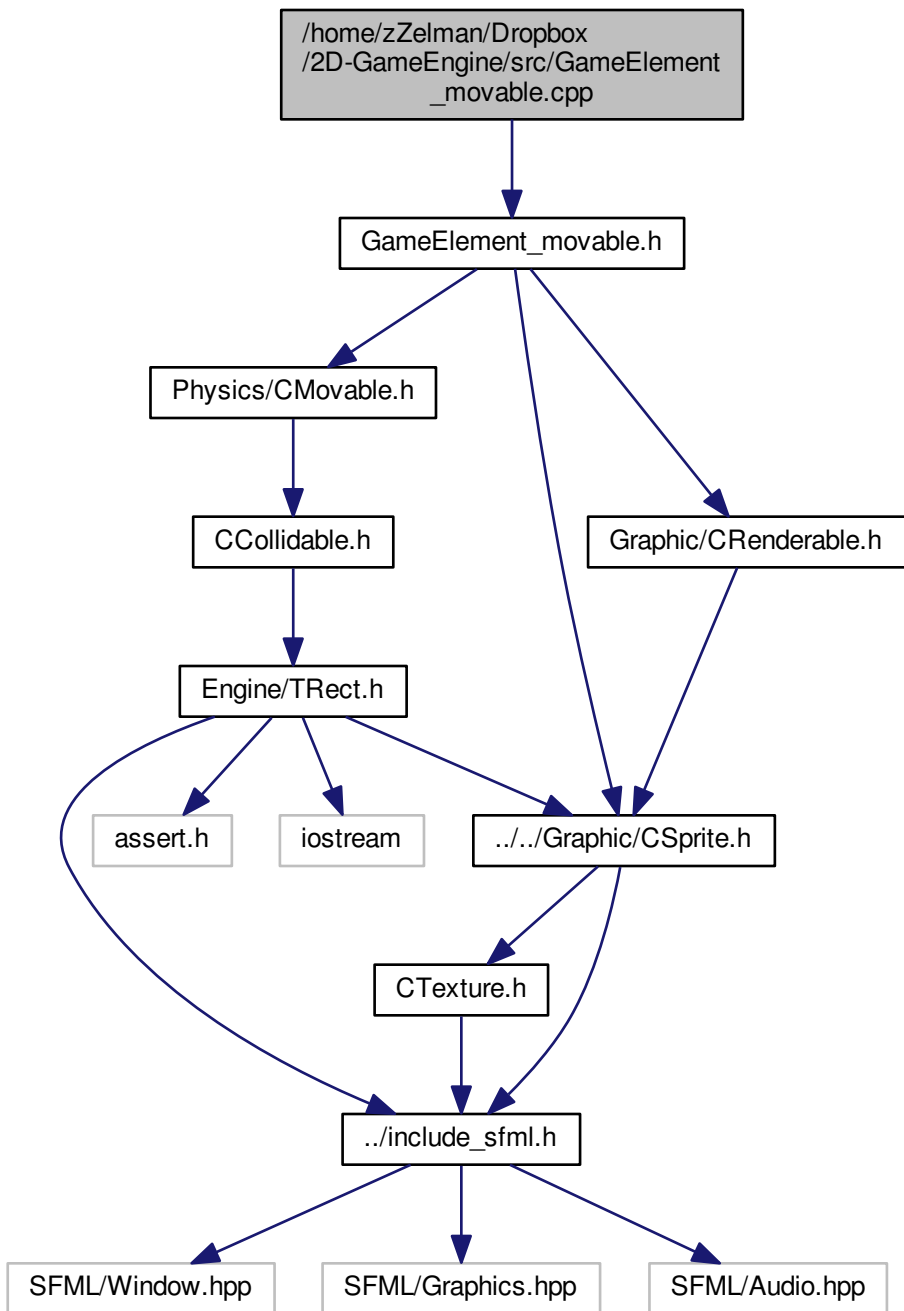 /home/zZelman/Dropbox
/2D-GameEngine/src/GameElement
_movable.cpp
GameElement_movable.h
Physics/CMovable.h
CCollidable.h
Graphic/CRenderable.h
Engine/TRect.h
assert.h
iostream
../../Graphic/CSprite.h
CTexture.h
../include_sfml.h
SFML/Window.hpp
SFML/Graphics.hpp
SFML/Audio.hpp